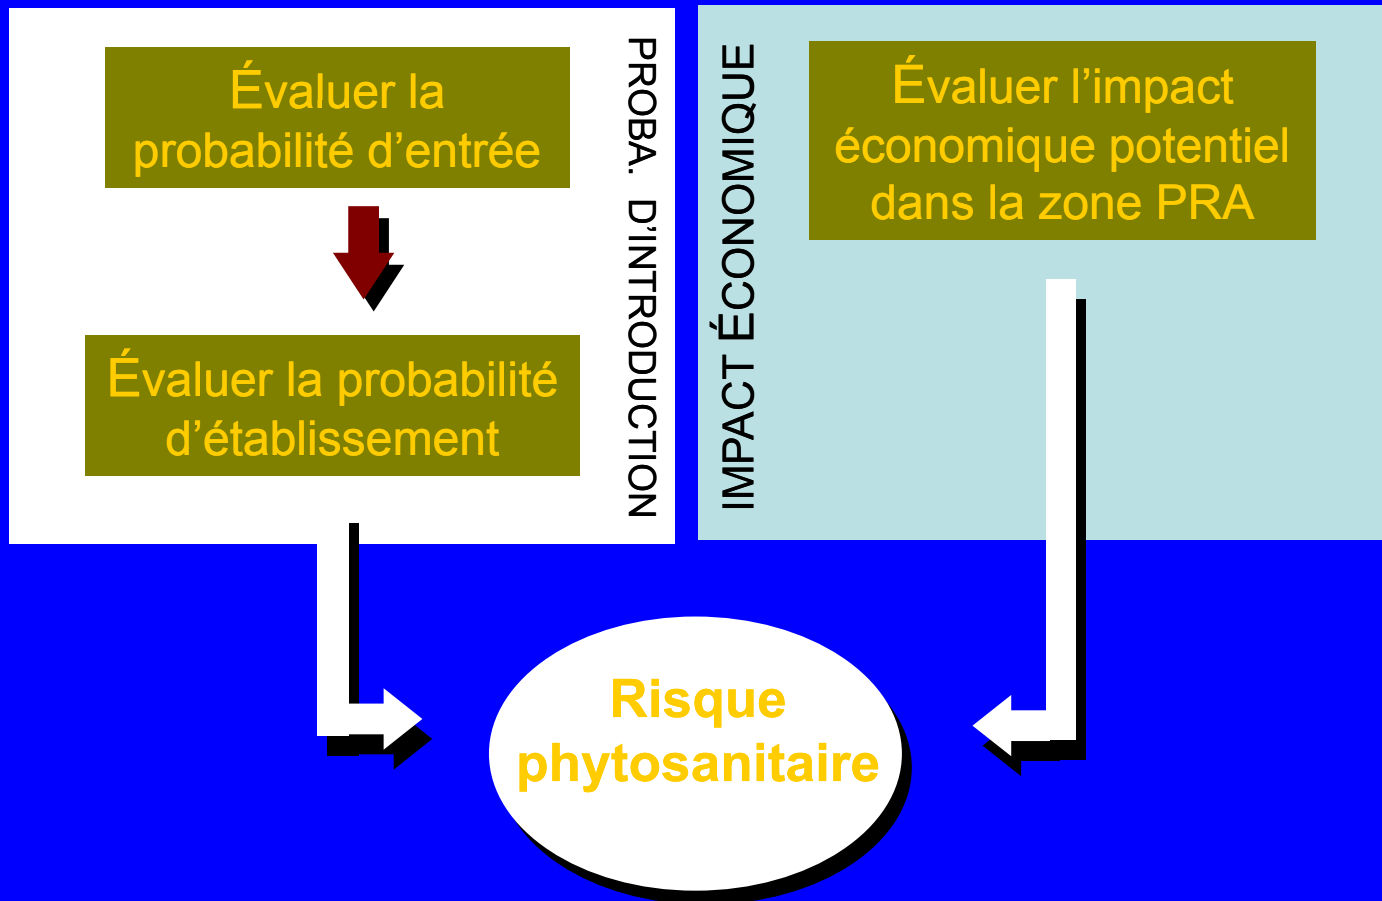 Évaluer la
probabilité d’entrée
Évaluer la probabilité
d’établissement
PROBA. D’INTRODUCTION
IMPACT ÉCONOMIQUE
Évaluer l’impact
économique potentiel
dans la zone PRA
Risque
phytosanitaire